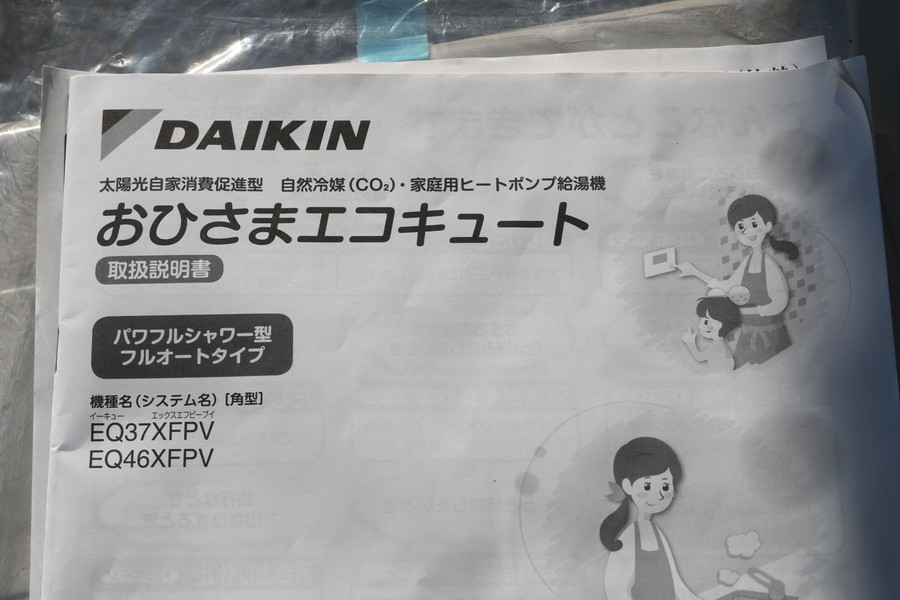 DAIKIN
太陽光自家消費促進型 自然冷媒(CO₂)・家庭用ヒートポンプ給湯機
おひさまエコキュート
取扱説明書
パワフルシャワー型
フルオートタイプ
機種名(システム名)[角型]
イーキュー エックスエフピーブイ
EQ37XFPV
EQ46XFPV